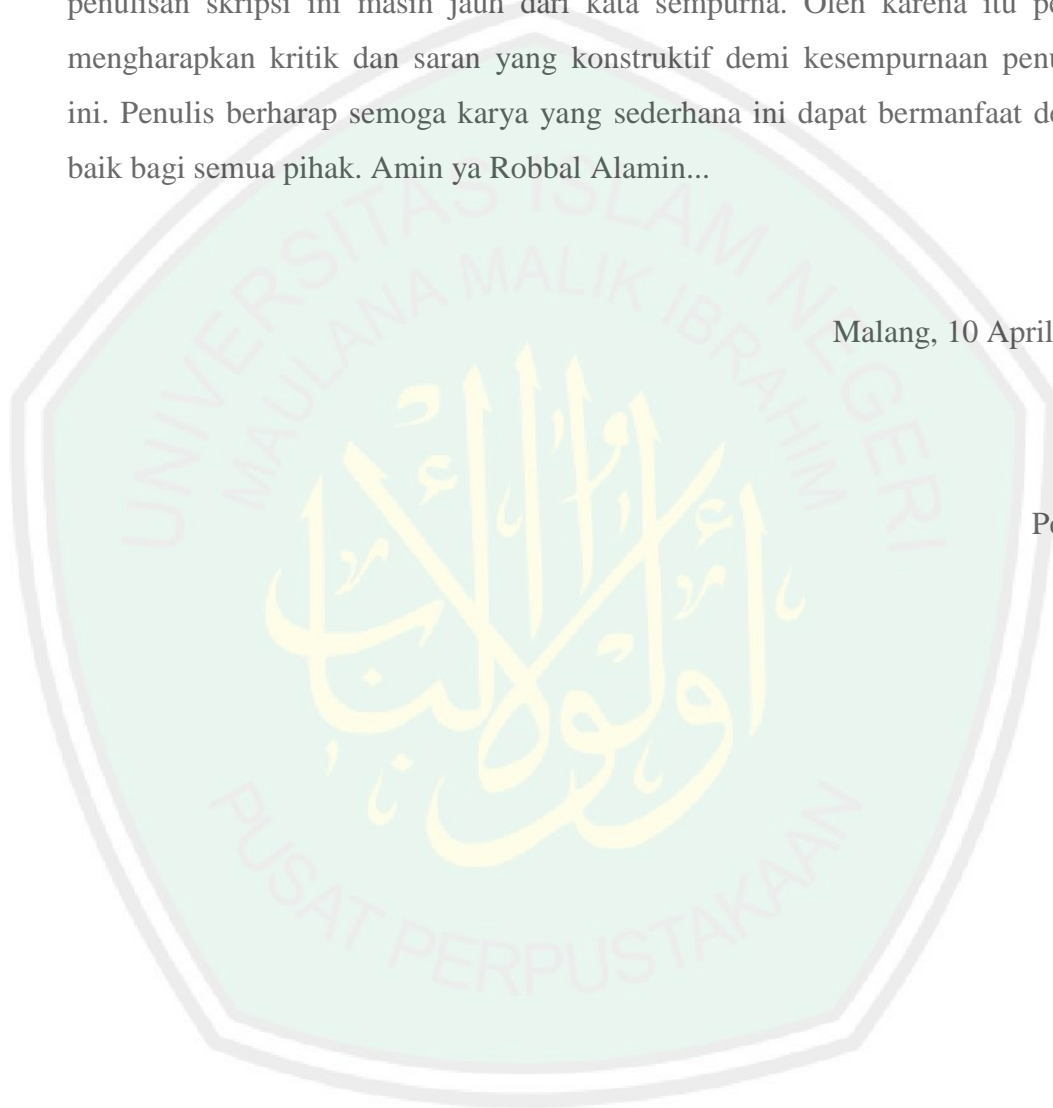 penulisan skripsi ini masih jauh dari kata sempurna. Oleh karena itu pe
mengharapkan kritik dan saran yang konstruktif demi kesempurnaan penu
ini. Penulis berharap semoga karya yang sederhana ini dapat bermanfaat de
baik bagi semua pihak. Amin ya Robbal Alamin...
Malang, 10 April
Pe
UNIVERSITAS ISLAM NEGERI
MAULANA MALIK IBRAHIM
أولوا الألباب
PUSAT PERPUSTAKAAN